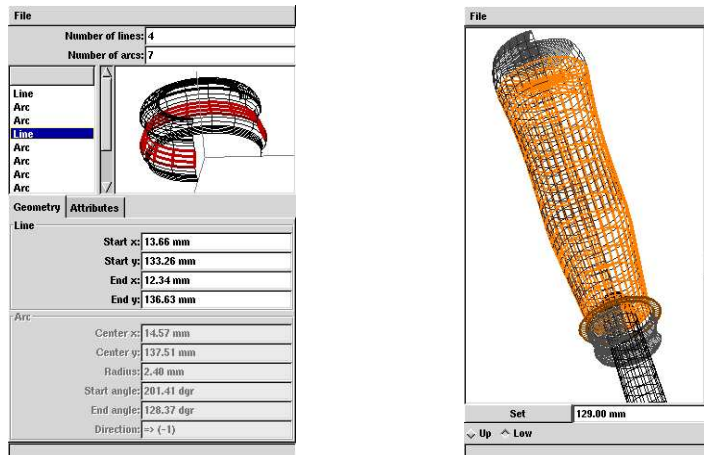 File
Number of lines: 4
Number of arcs: 7
Line
Arc
Arc
Line
Arc
Arc
Arc
Arc
Geometry Attributes
Line
Start x: 13.66 mm
Start y: 133.26 mm
End x: 12.34 mm
End y: 136.63 mm
Arc
Center x: 14.57 mm
Center y: 137.51 mm
Radius: 2.40 mm
Start angle: 201.41 dgr
End angle: 128.37 dgr
Direction: => (-1)
File
Set 129.00 mm
Up Low